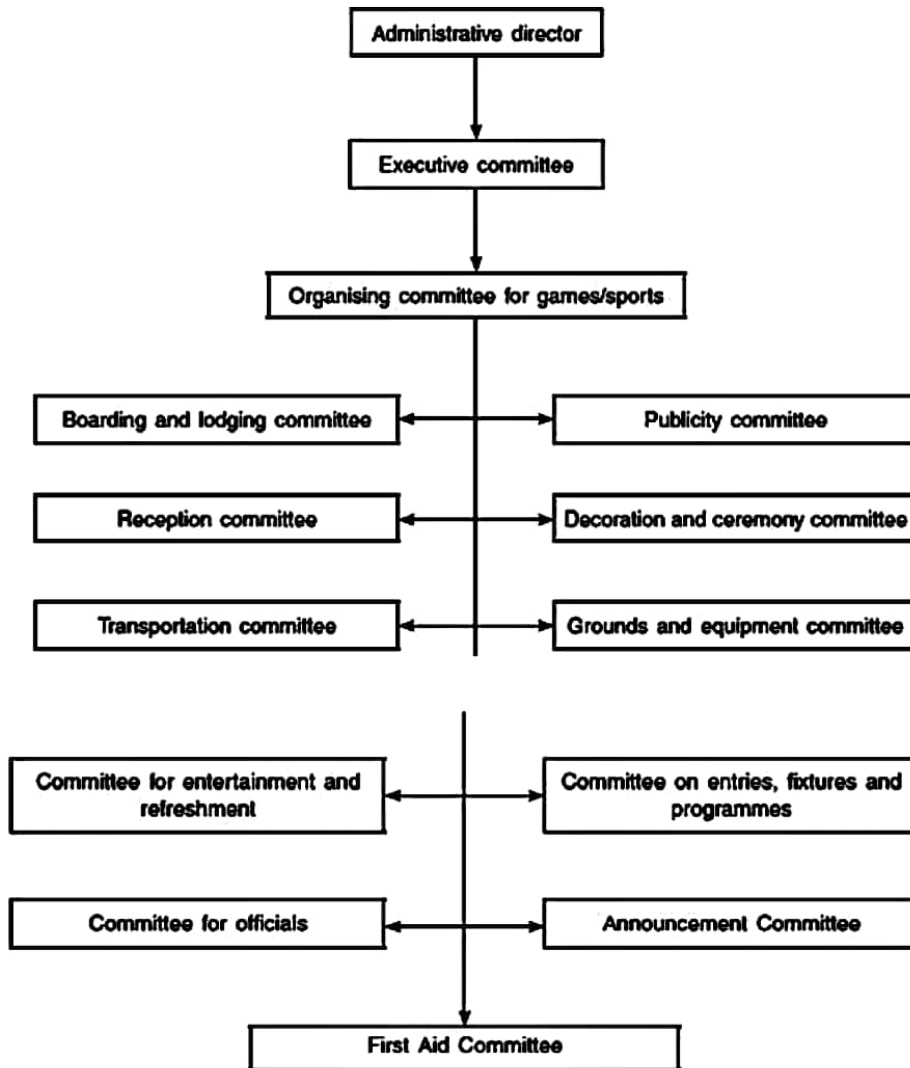 Administrative director
Executive committee
Organising committee for games/sports
Boarding and lodging committee
Publicity committee
Reception committee
Decoration and ceremony committee
Transportation committee
Grounds and equipment committee
Committee for entertainment and
refreshment
Committee on entries, fixtures and
programmes
Committee for officials
Announcement Committee
First Aid Committee